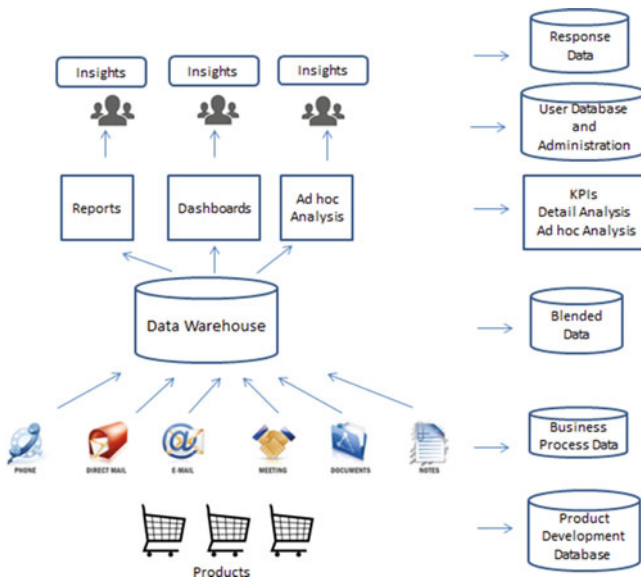 Insights
Insights
Insights
Response
Data
User Database
and
Administration
Reports
Dashboards
Ad hoc
Analysis
KPIs
Detail Analysis
Ad hoc Analysis
Data Warehouse
Blended
Data
PHONE
DIRECT MAIL
E-MAIL
MEETING
DOCUMENTS
NOTES
Business
Process Data
Products
Product
Development
Database